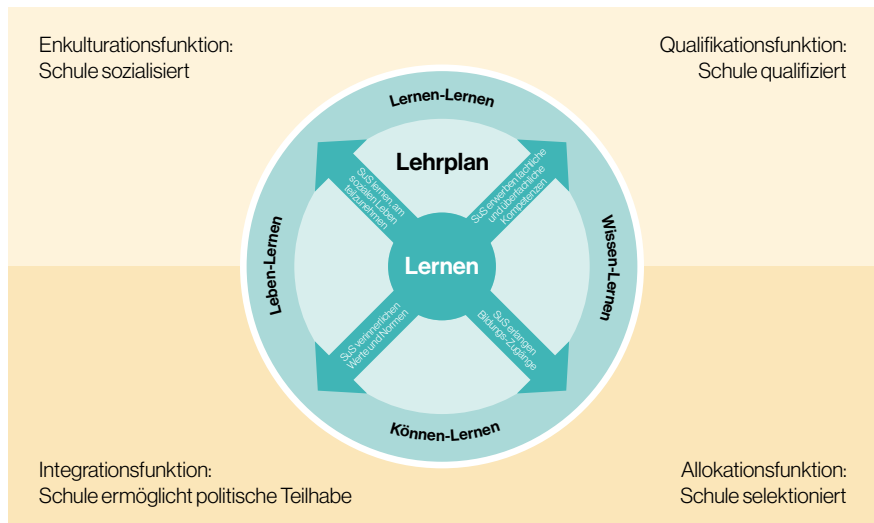 Enkulturationsfunktion:
Schule sozialisiert
Qualifikationsfunktion:
Schule qualifiziert
Lernen-Lernen
Lehrplan
SuS lernen, am
sozialen Leben
teilzunehmen
SuS erwerben fachliche
und überfachliche
Kompetenzen
Leben-Lernen
Lernen
Wissen-Lernen
SuS verinnerlichen
Werte und Normen
SuS erlangen
Bildungs-Zugänge
Können-Lernen
Integrationsfunktion:
Schule ermöglicht politische Teilhabe
Allokationsfunktion:
Schule selektioniert